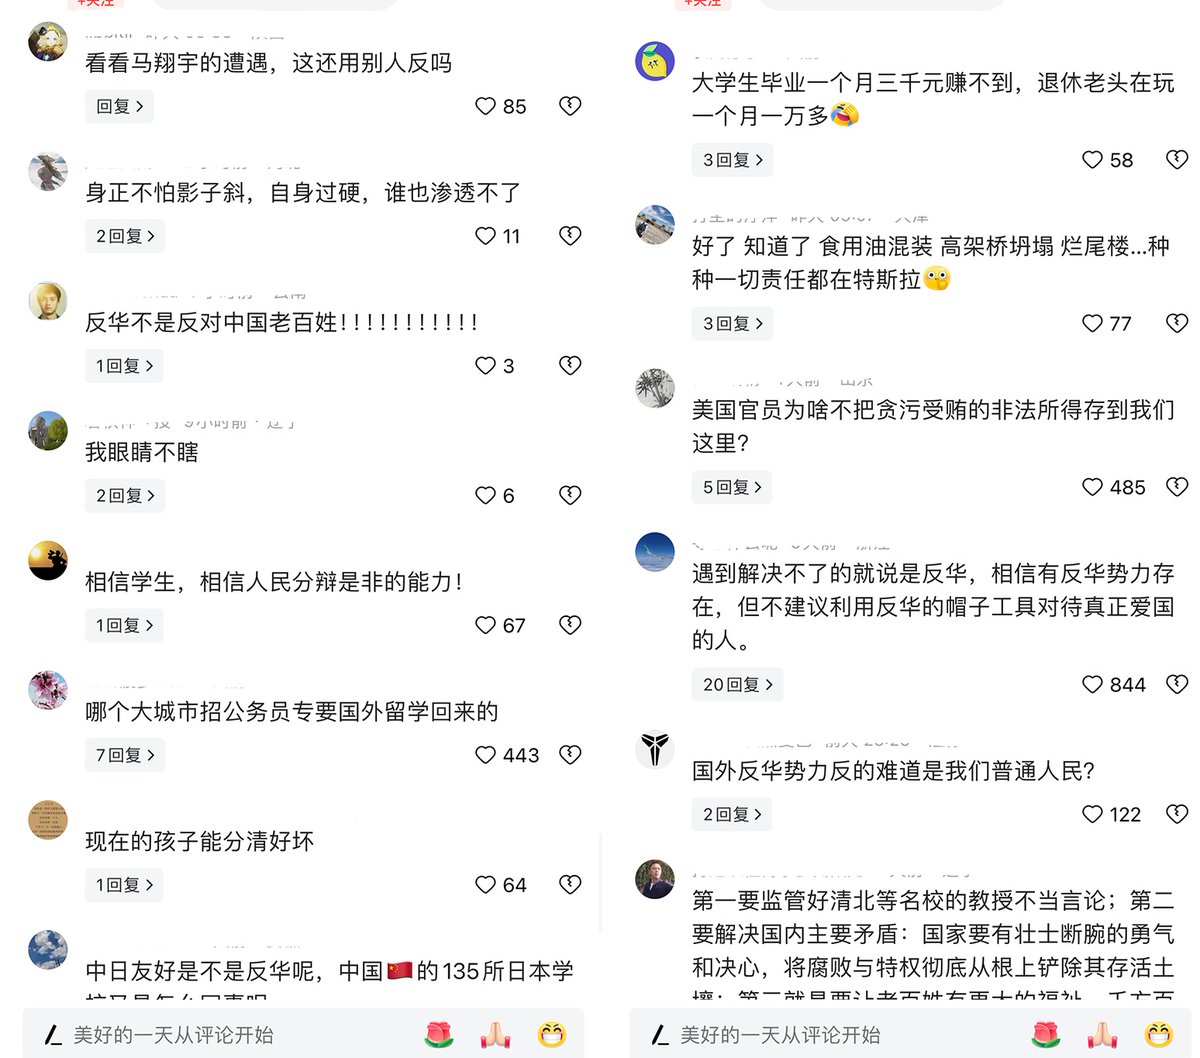 看看马翔宇的遭遇，这还用别人反吗
回复 >
85
身正不怕影子斜，自身过硬，谁也渗透不了
2回复 >
11
反华不是反对中国老百姓！！！！！！！！！！！
1回复 >
3
我眼睛不瞎
2回复 >
6
相信学生，相信人民分辩是非的能力！
1回复 >
67
哪个大城市招公务员专要国外留学回来的
7回复 >
443
现在的孩子能分清好坏
1回复 >
64
中日友好是不是反华呢，中国🇨🇳的135所日本学
美好的一天从评论开始
大学生毕业一个月三千元赚不到，退休老头在玩
一个月一万多🤣
3回复 >
58
好了 知道了 食用油混装 高架桥坍塌 烂尾楼...种
种一切责任都在特斯拉🤫
3回复 >
77
美国官员为啥不把贪污受贿的非法所得存到我们
这里？
5回复 >
485
遇到解决不了的就说是反华，相信有反华势力存
在，但不建议利用反华的帽子工具对待真正爱国
的人。
20回复 >
844
国外反华势力反的难道是我们普通人民？
2回复 >
122
第一要监管好清北等名校的教授不当言论；第二
要解决国内主要矛盾：国家要有壮士断腕的勇气
和决心，将腐败与特权彻底从根上铲除其存活土
美好的一天从评论开始